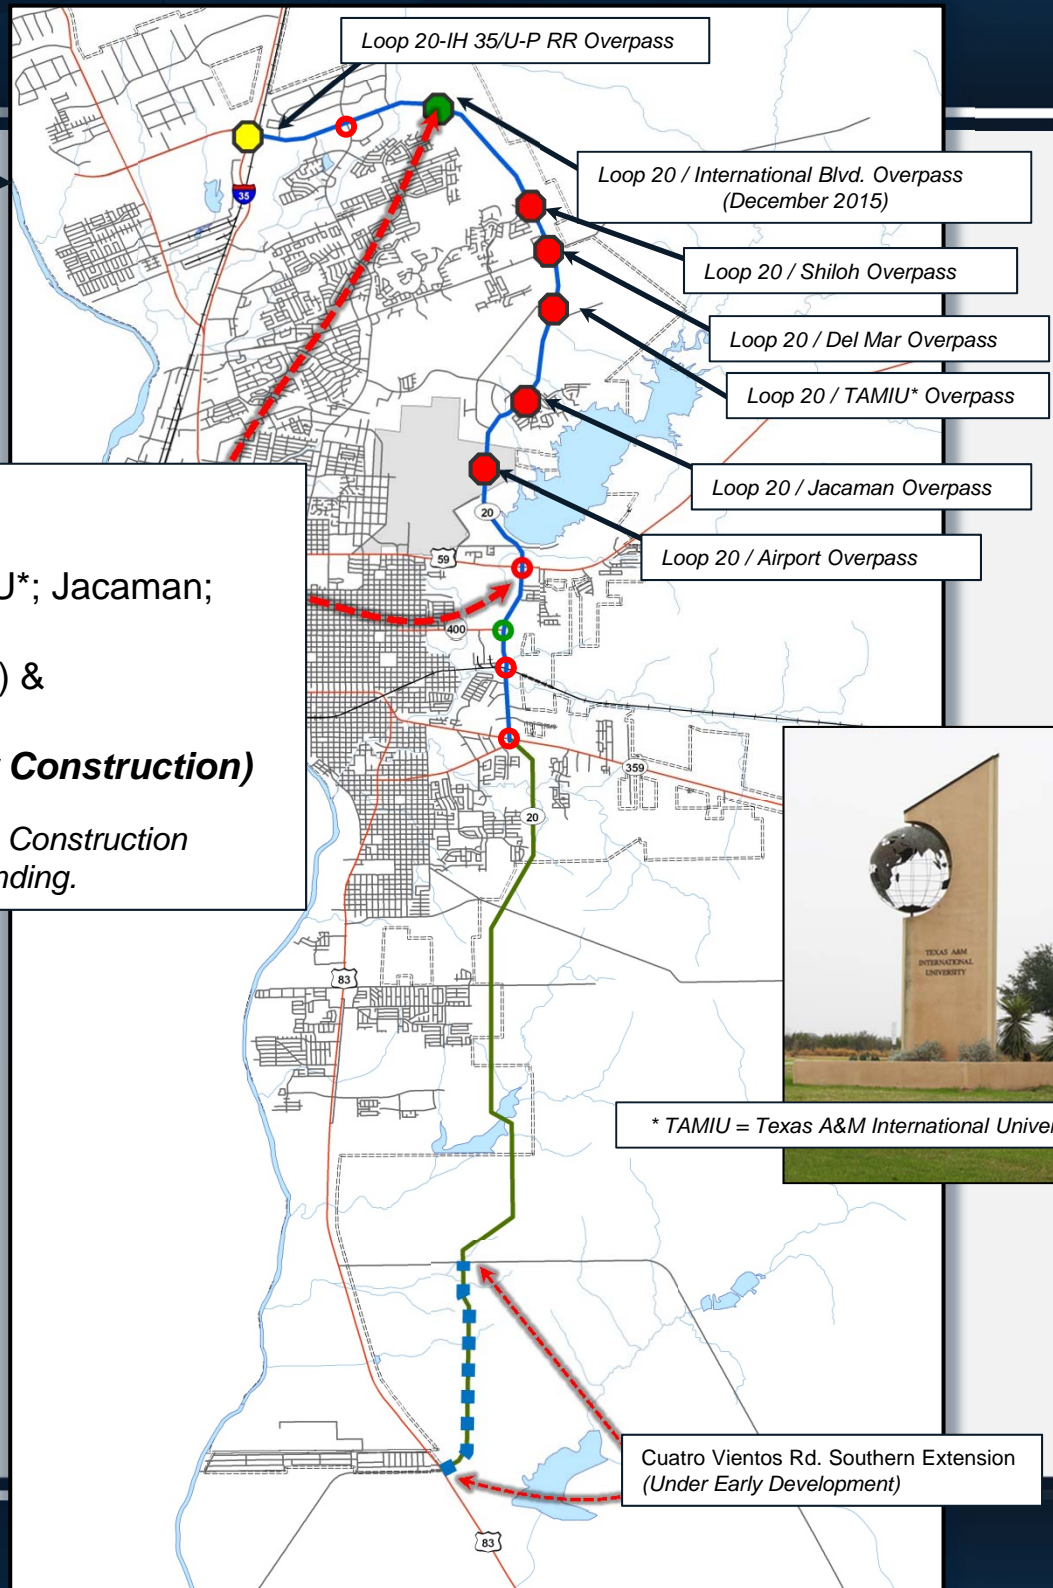 Loop 20-IH 35/U-P RR Overpass
Loop 20 / International Blvd. Overpass
(December 2015)
35
Loop 20 / Shiloh Overpass
Loop 20 / Del Mar Overpass
Loop 20 / TAMIU* Overpass
Loop 20 / Jacaman Overpass
20
Loop 20 / Airport Overpass
59
U*; Jacaman;
400
) &
Construction)
Construction
nding.
359
20
TEXAS A&M
INTERNATIONAL
UNIVERSITY
83
* TAMIU = Texas A&M International Univer
Cuatro Vientos Rd. Southern Extension
(Under Early Development)
83